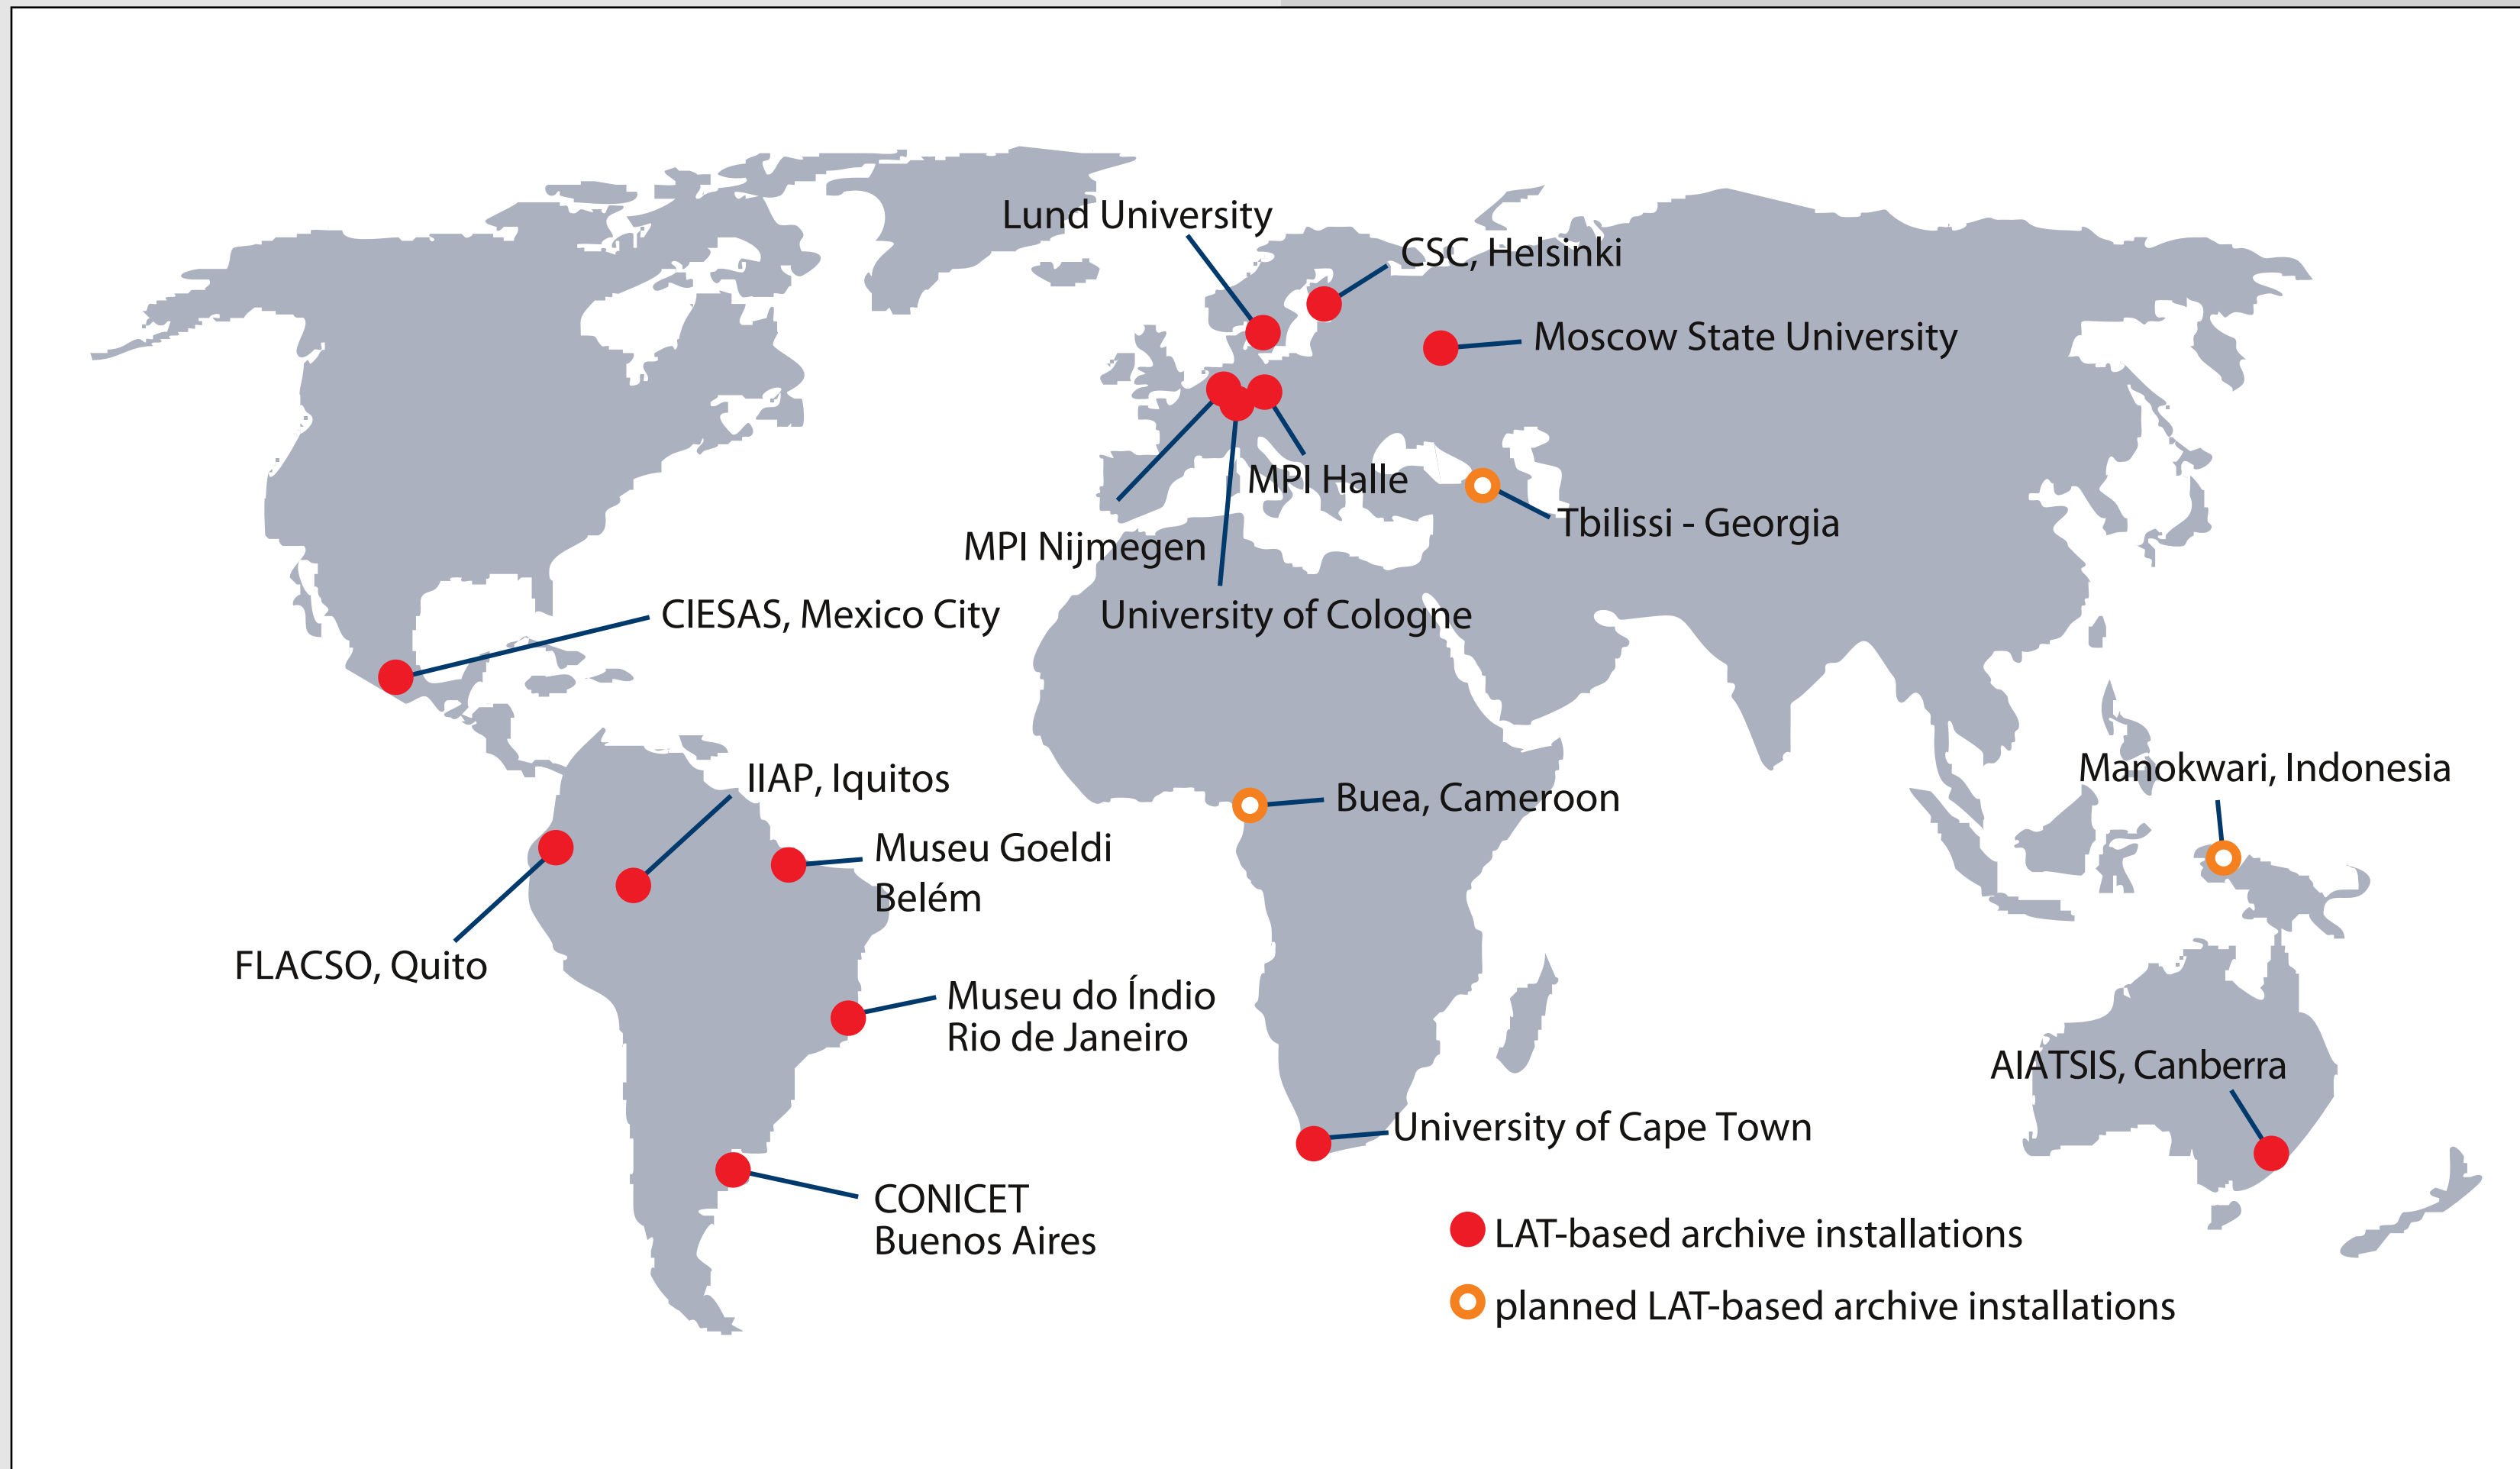 Lund University
CSC, Helsinki
Moscow State University
MPI Halle
Tbilissi - Georgia
MPI Nijmegen
CIESAS, Mexico City
University of Cologne
IIAP, Iquitos
Manokwari, Indonesia
Buea, Cameroon
Museu Goeldi
Belém
FLACSO, Quito
Museu do Índio
Rio de Janeiro
AIATSIS, Canberra
University of Cape Town
CONICET
Buenos Aires
LAT-based archive installations
planned LAT-based archive installations